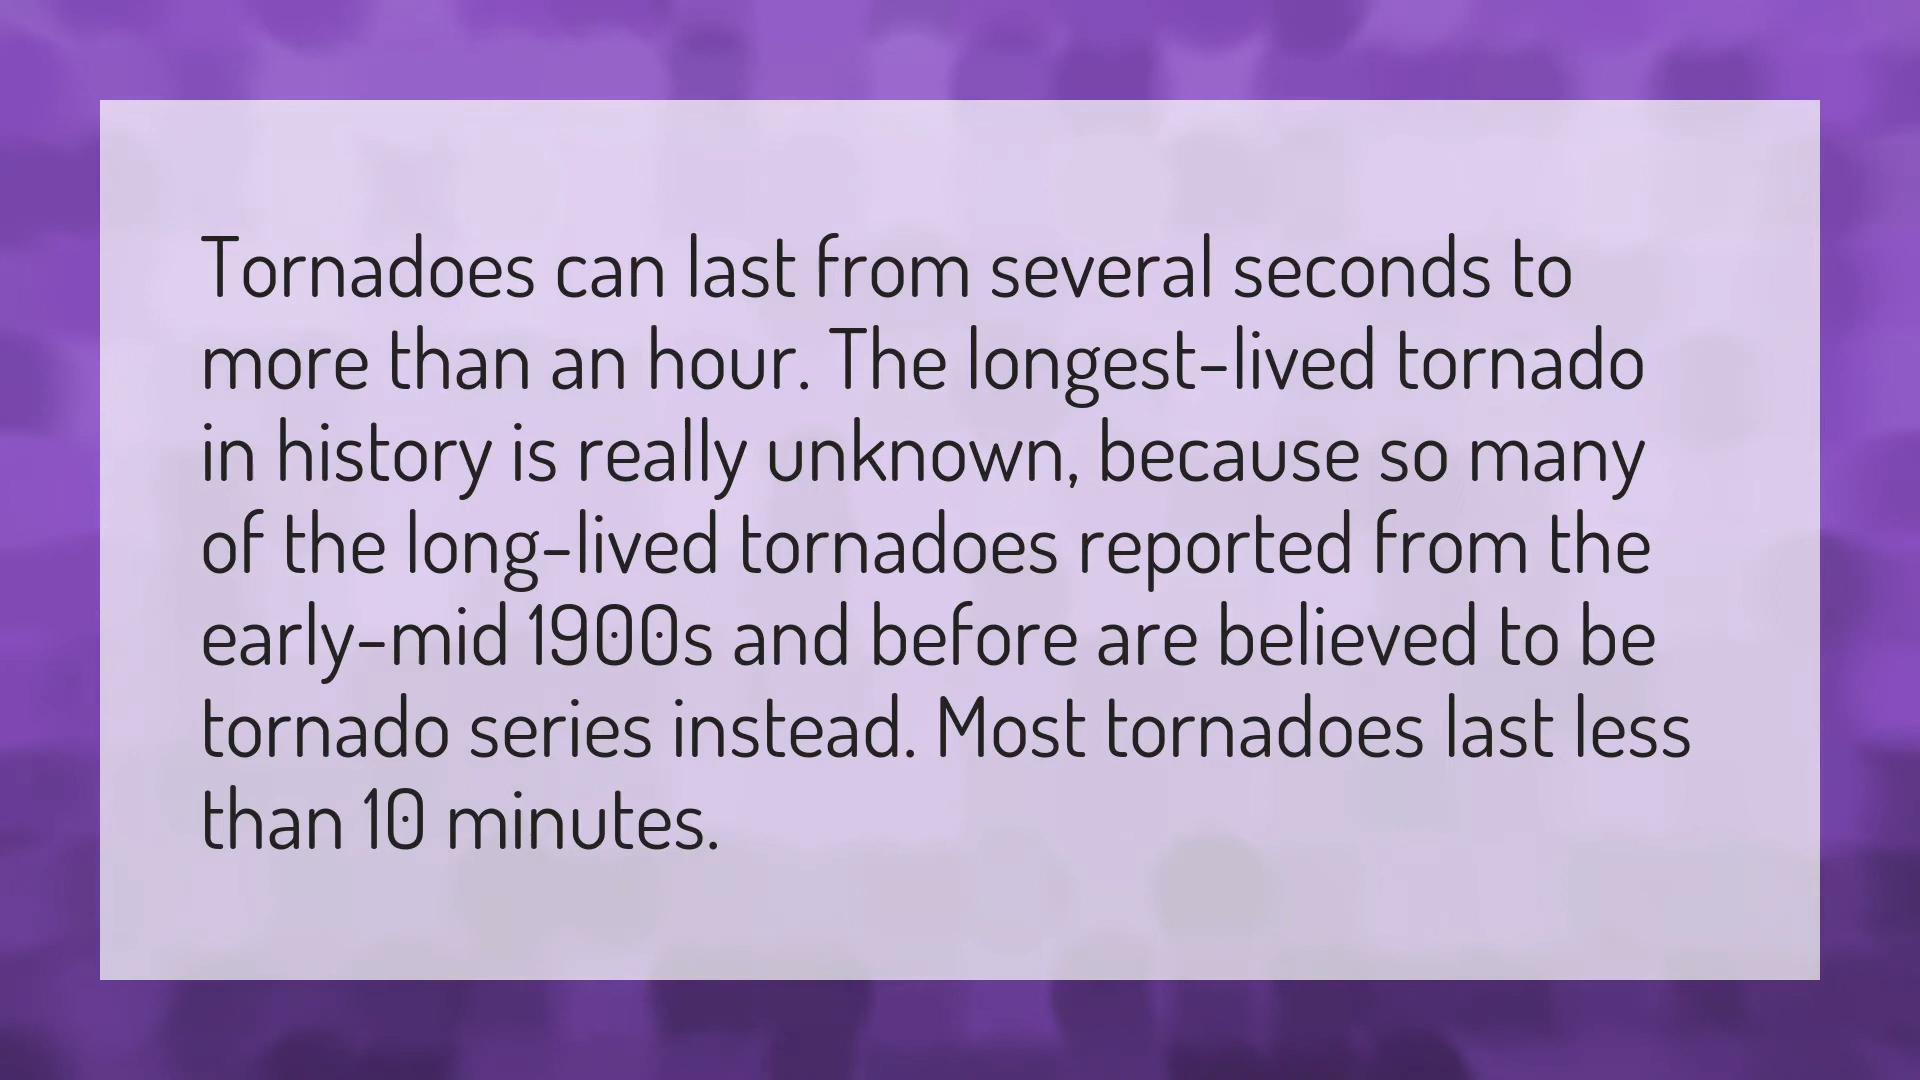 Tornadoes can last from several seconds to
more than an hour. The longest-lived tornado
in history is really unknown, because so many
of the long-lived tornadoes reported from the
early-mid 1900s and before are believed to be
tornado series instead. Most tornadoes last less
than 10 minutes.